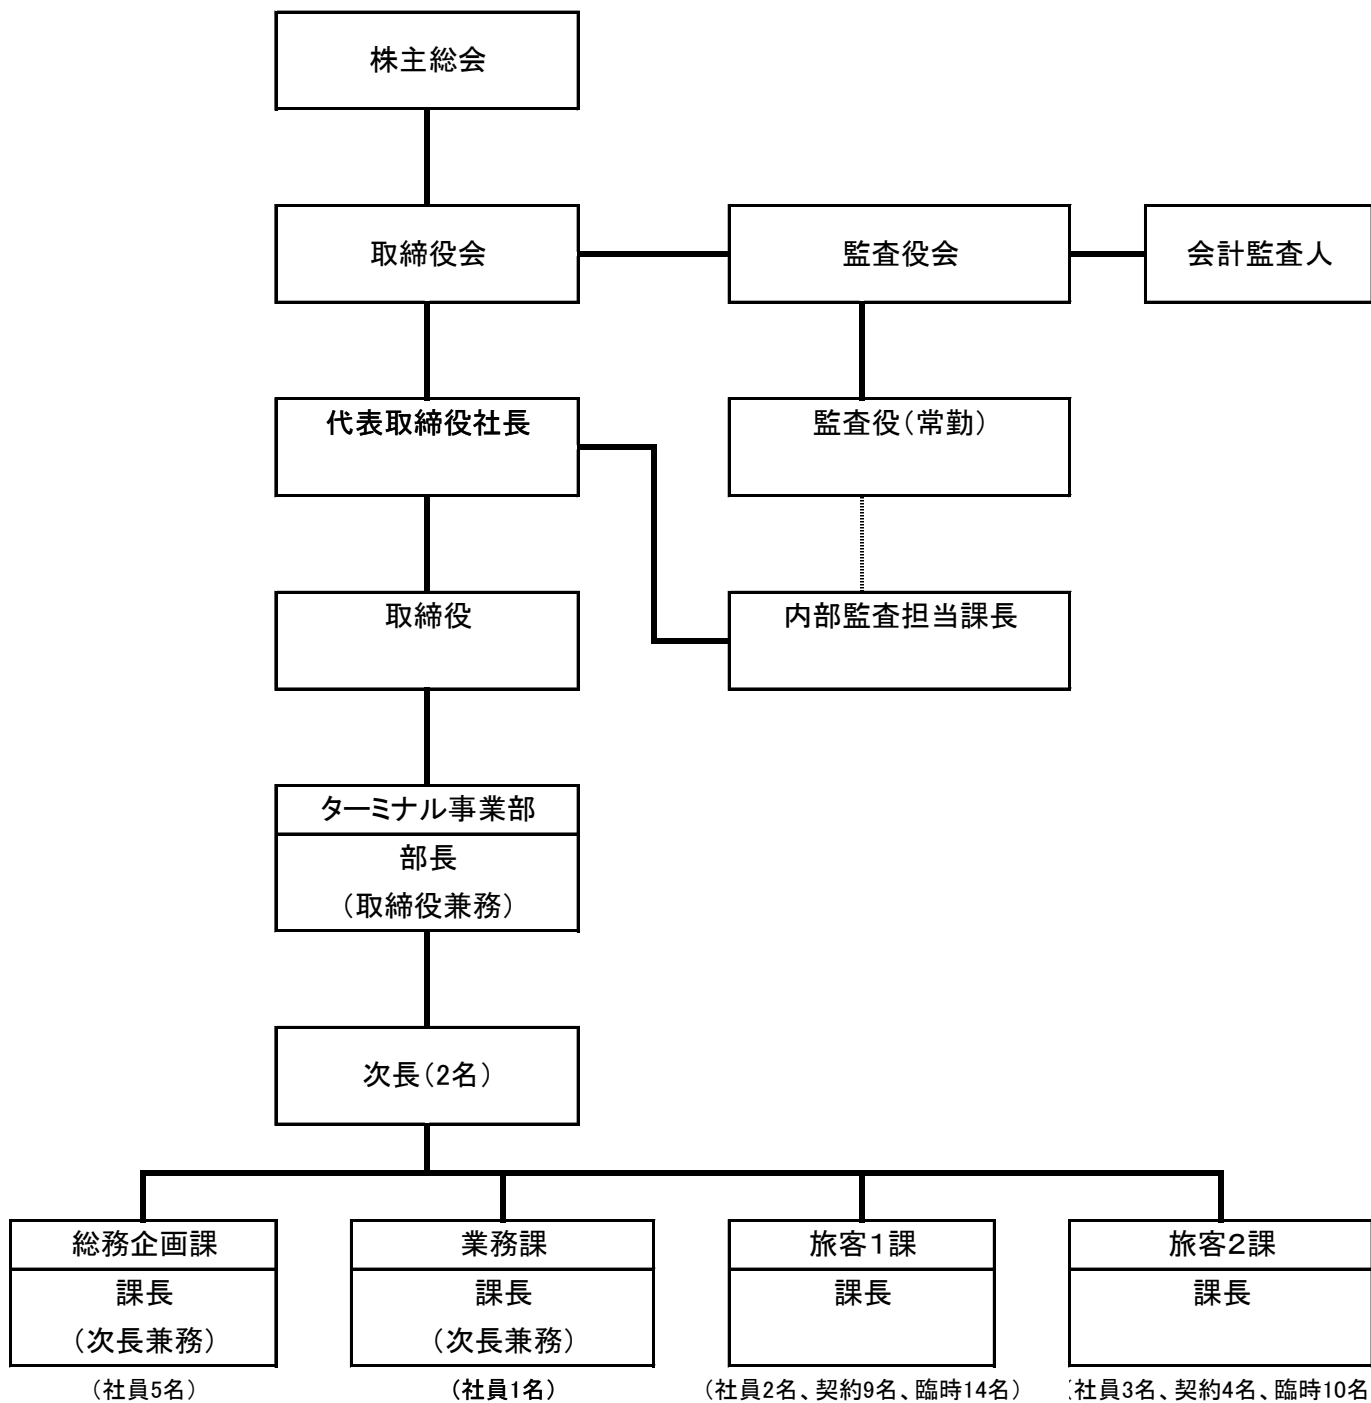 株主総会
取締役会
監査役会
会計監査人
代表取締役社長
監査役(常勤)
取締役
内部監査担当課長
ターミナル事業部
部長
(取締役兼務)
次長(2名)
総務企画課
業務課
旅客1課
旅客2課
課長
課長
課長
課長
(次長兼務)
(次長兼務)
(社員5名)
(社員1名)
(社員2名、契約9名、臨時14名)
(社員3名、契約4名、臨時10名